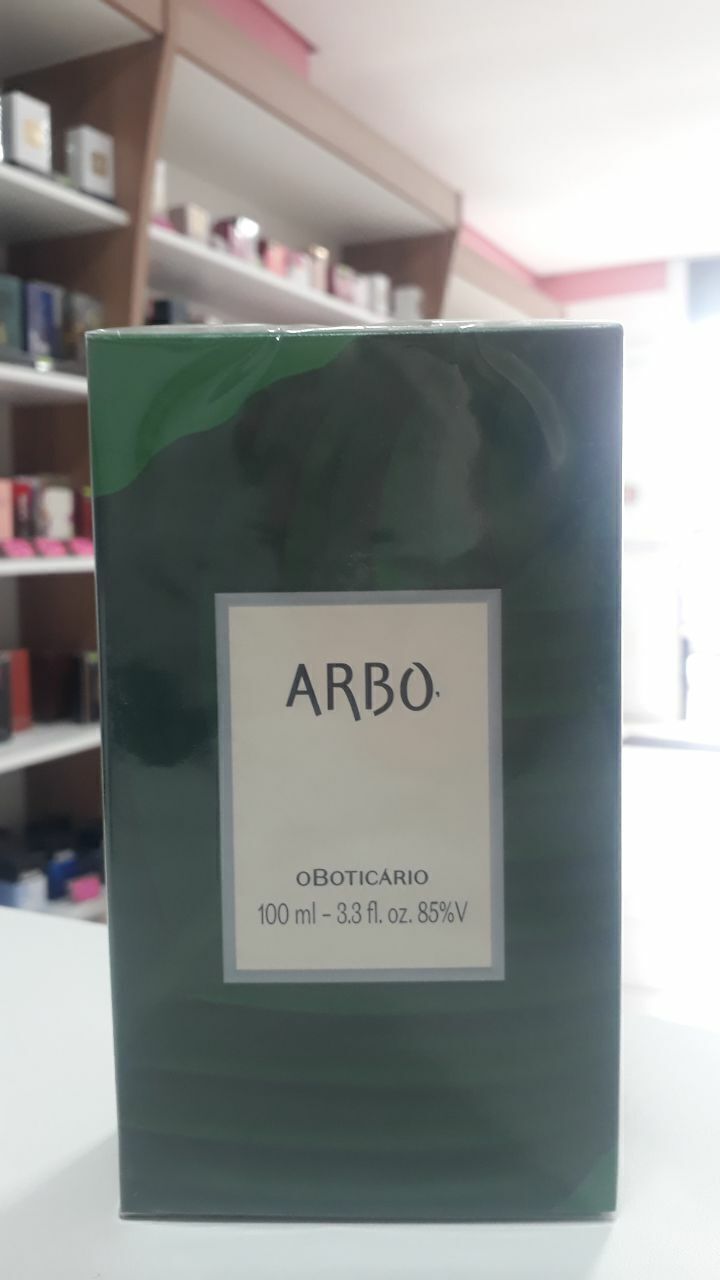 ARBO.
oBOTICÁRIO
100 ml - 3.3 fl. oz. 85%V